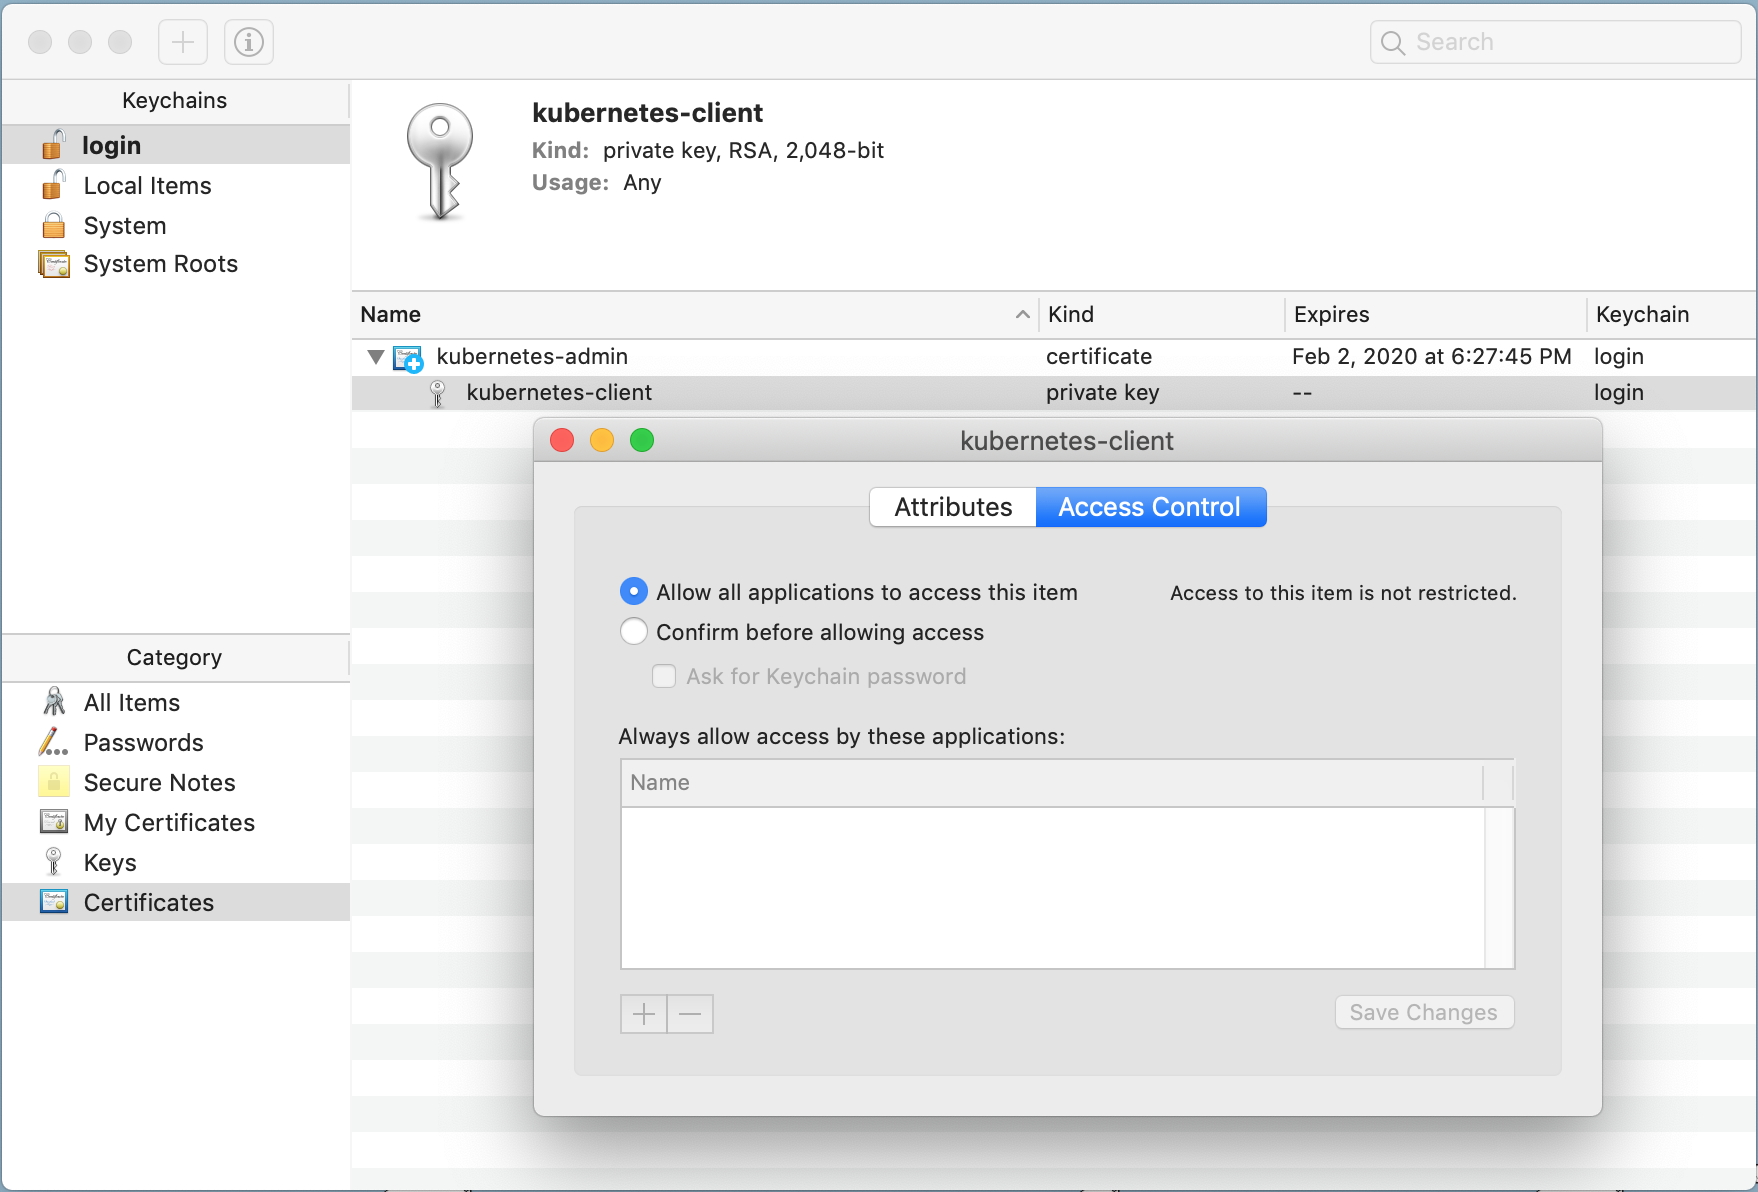 Search
Keychains
login
Local Items
System
System Roots
kubernetes-client
Kind: private key, RSA, 2,048-bit
Usage: Any
Name Kind Expires Keychain
kubernetes-admin certificate Feb 2, 2020 at 6:27:45 PM login
kubernetes-client private key -- login
kubernetes-client
Attributes Access Control
Allow all applications to access this item Access to this item is not restricted.
Confirm before allowing access
Ask for Keychain password
Always allow access by these applications:
Name
Save Changes
Category
All Items
Passwords
Secure Notes
My Certificates
Keys
Certificates